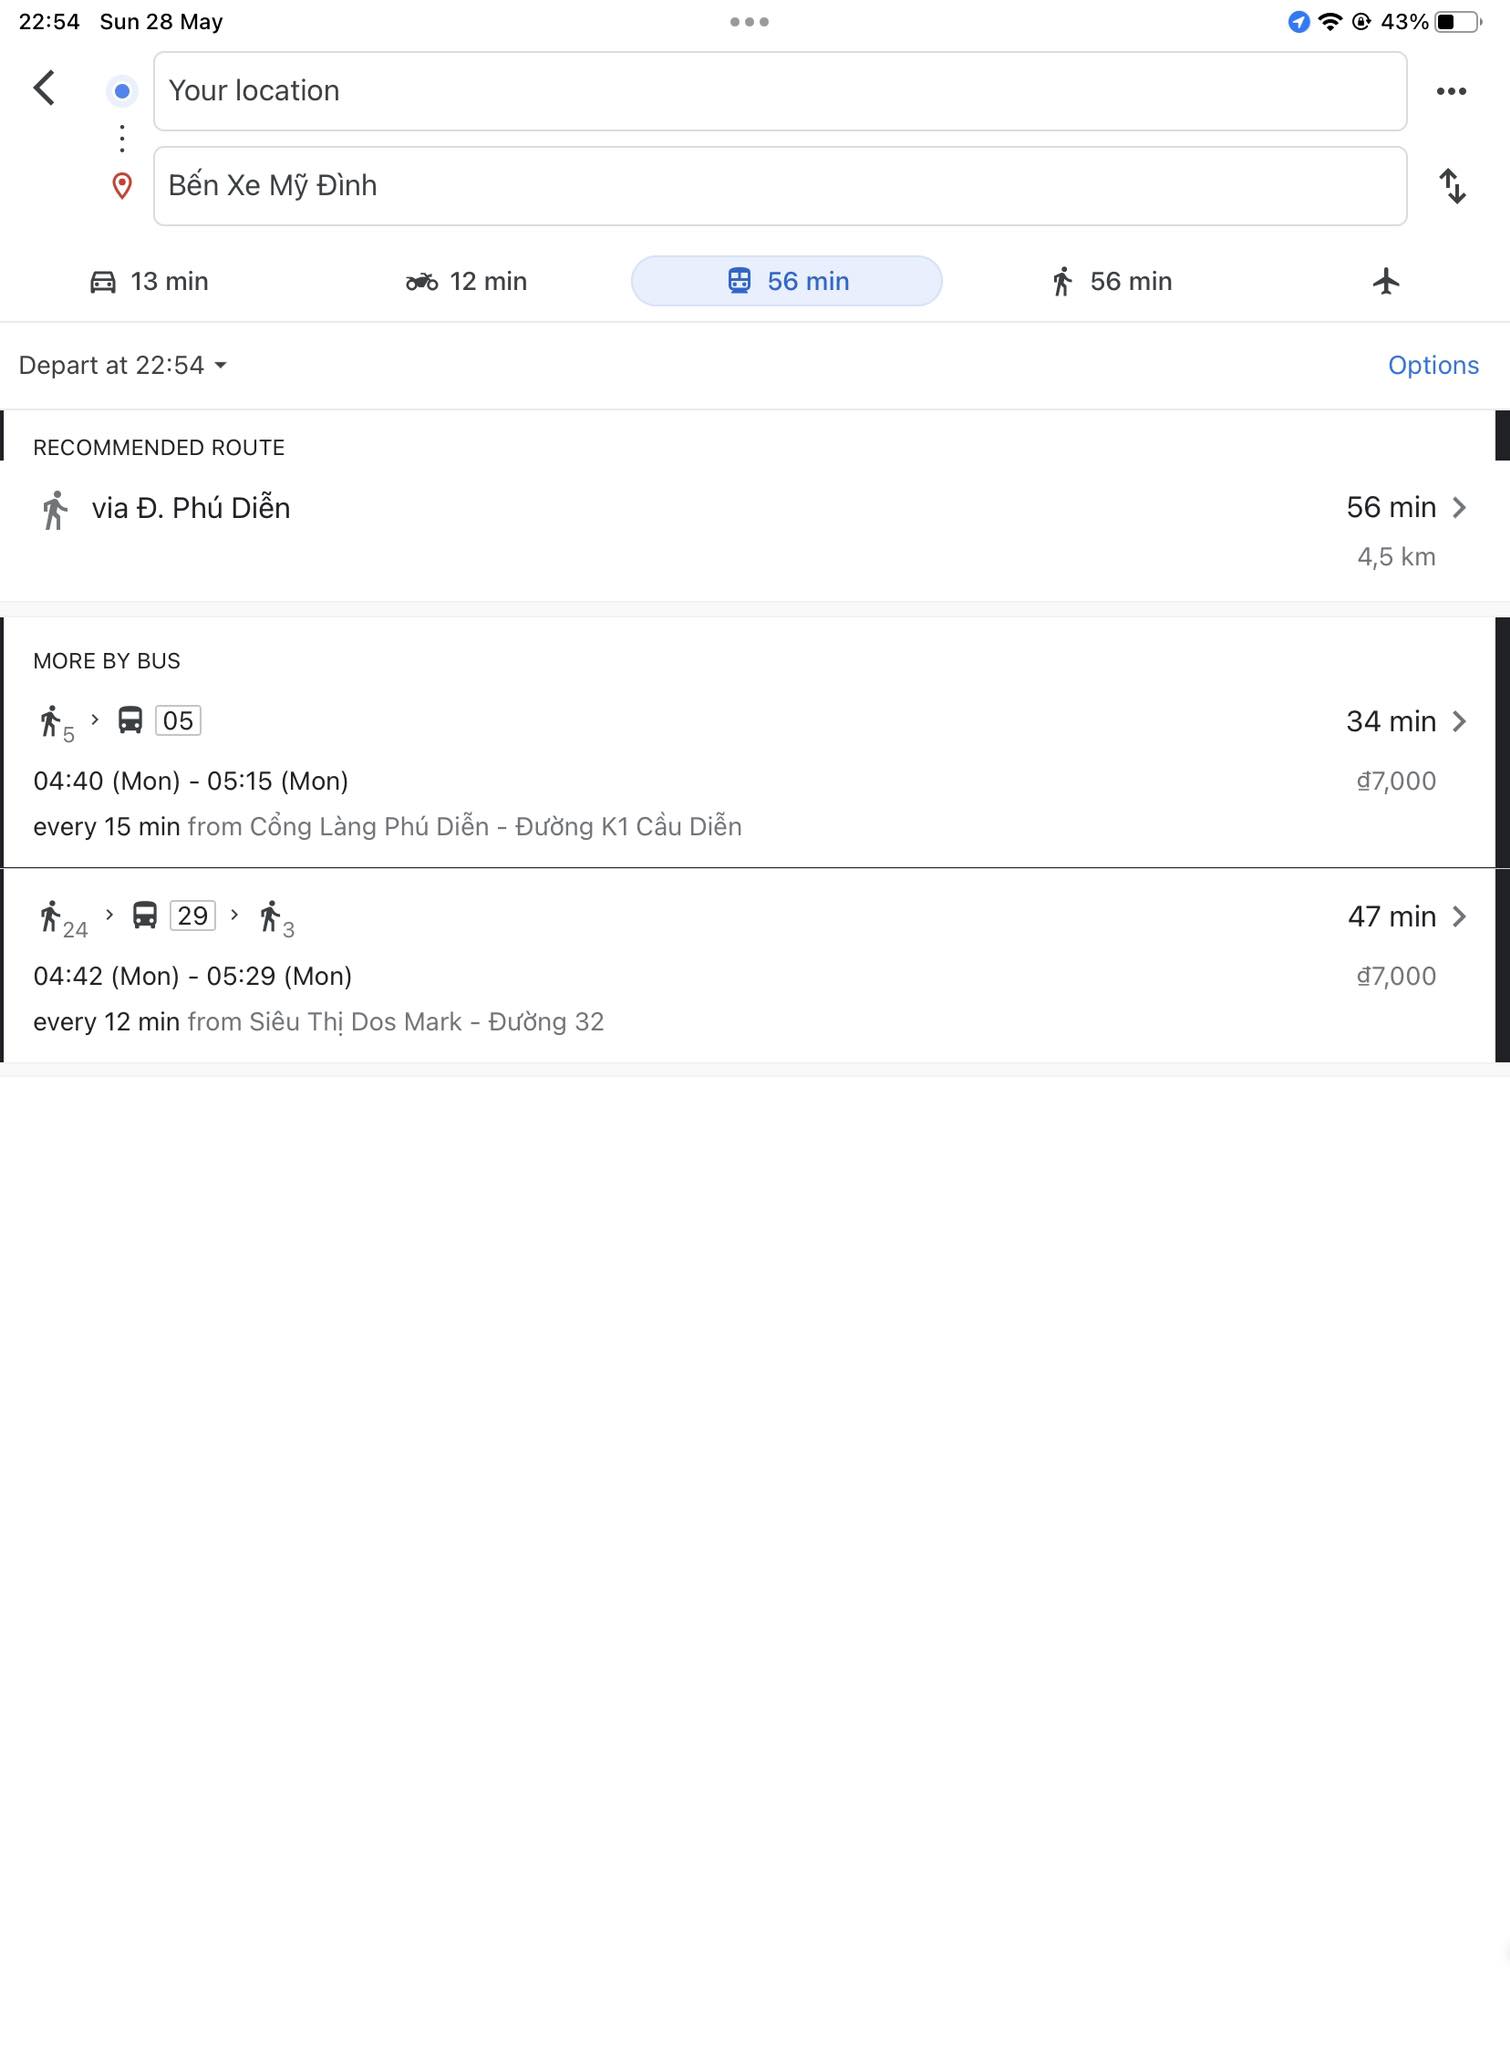 22:54 Sun 28 May 43%
Your location
Bến Xe Mỹ Đình
13 min 12 min 56 min 56 min
Depart at 22:54 Options
RECOMMENDED ROUTE
via Đ. Phú Diễn 56 min
4,5 km
MORE BY BUS
5 05 34 min
04:40 (Mon) - 05:15 (Mon) ₫7,000
every 15 min from Cổng Làng Phú Diễn - Đường K1 Cầu Diễn
24 29 3 47 min
04:42 (Mon) - 05:29 (Mon) ₫7,000
every 12 min from Siêu Thị Dos Mark - Đường 32